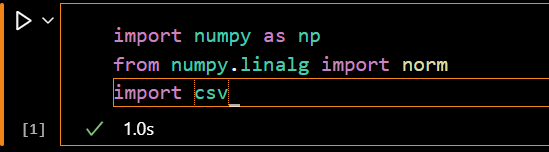 import numpy as np
from numpy.linalg import norm
import csv
[1]
1.0s